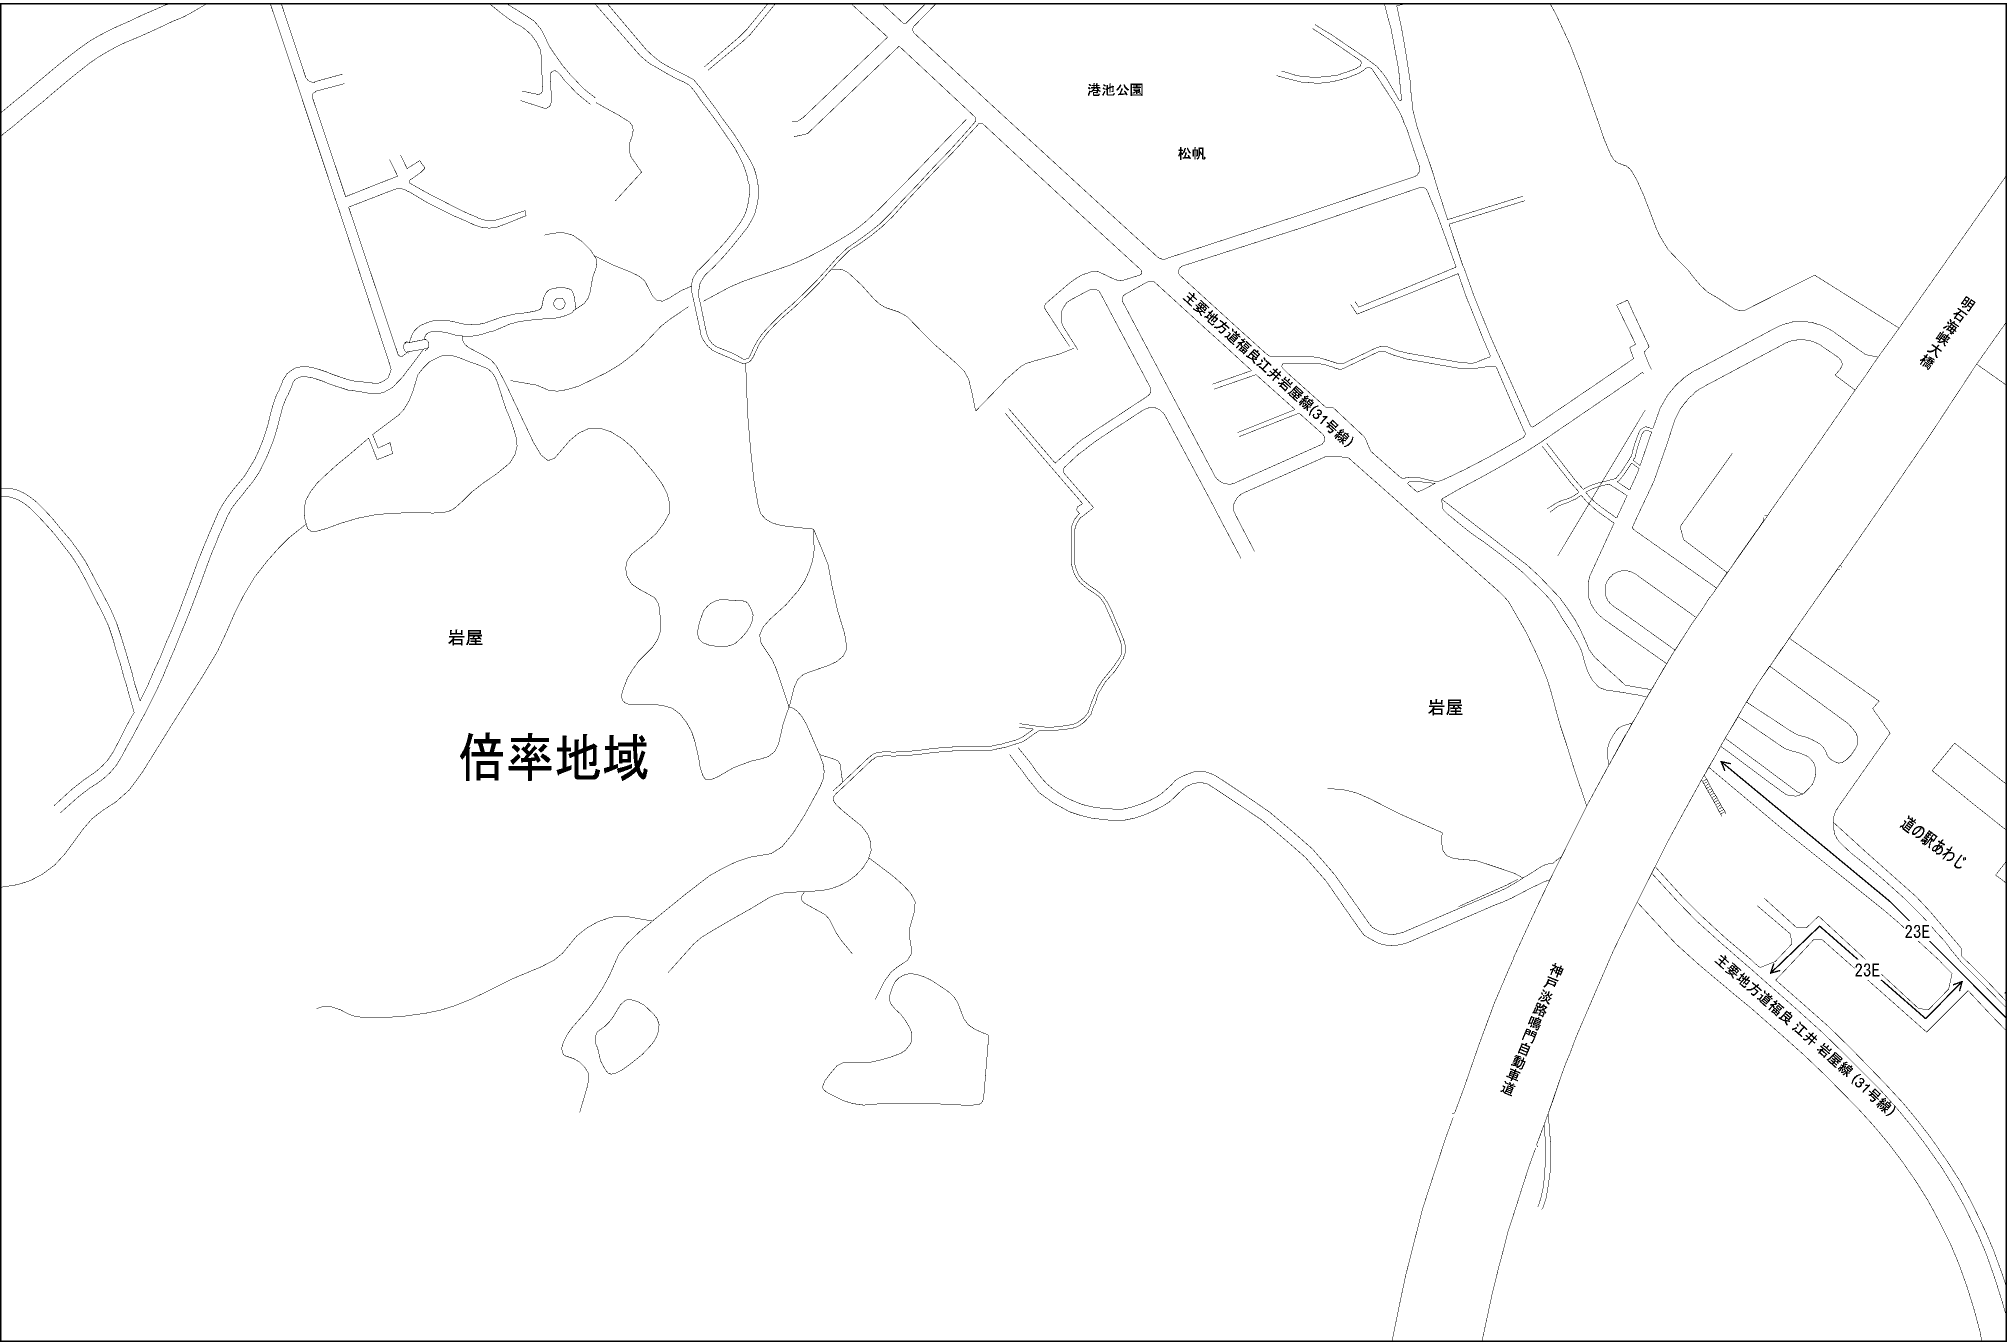 港池公園
松帆
明石海峡大橋
主要地方道福良江井岩屋線(31号線)
岩屋
岩屋
倍率地域
道の駅あわじ
23E
23E
主要地方道福良 江井 岩屋線 (31号線)
神戸淡路鳴門自動車道